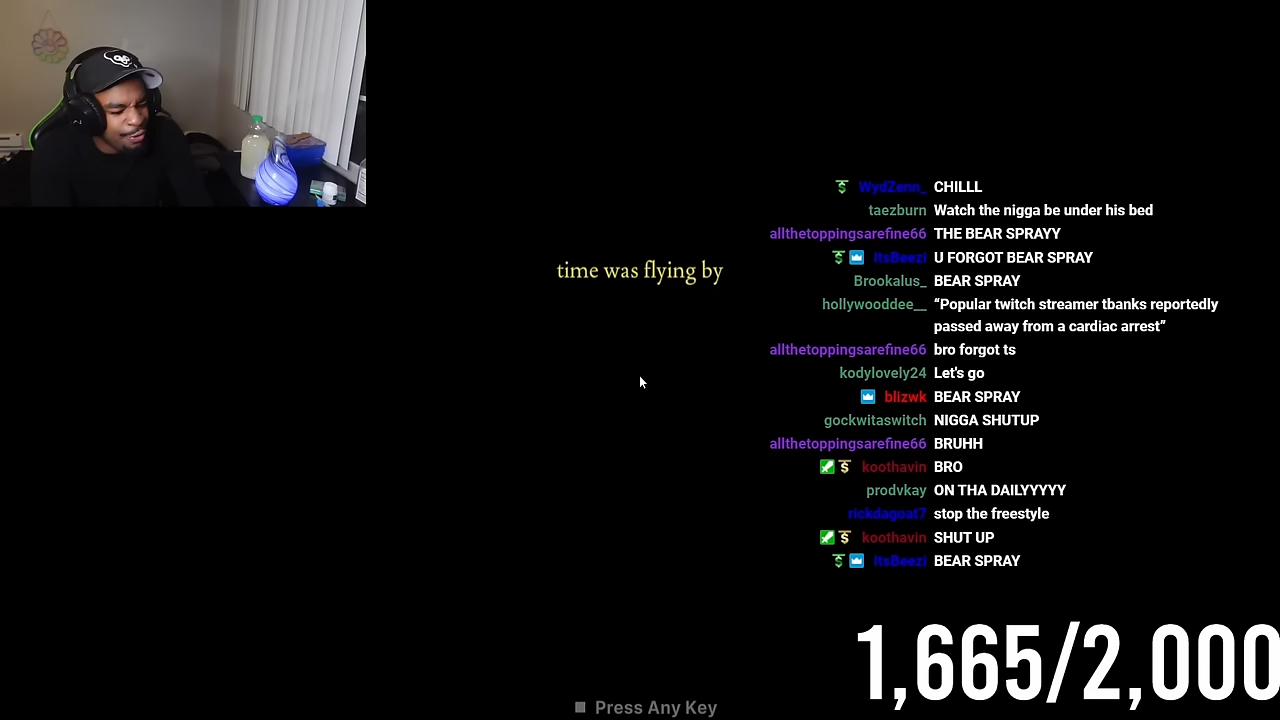 WydZenn_ CHILLL
taezburn Watch the nigga be under his bed
allthetoppingsarefine66 THE BEAR SPRAYY
ItsBeezi U FORGOT BEAR SPRAY
time was flying by
Brookalus_ BEAR SPRAY
hollywooddee__ “Popular twitch streamer tbanks reportedly
passed away from a cardiac arrest”
allthetoppingsarefine66 bro forgot ts
kodylovely24 Let's go
blizwk BEAR SPRAY
gockwitaswitch NIGGA SHUTUP
allthetoppingsarefine66 BRUHH
koothavin BRO
prodvkay ON THA DAILYYYYY
rickdagoat7 stop the freestyle
koothavin SHUT UP
ItsBeezi BEAR SPRAY
1,665/2,000
Press Any Key